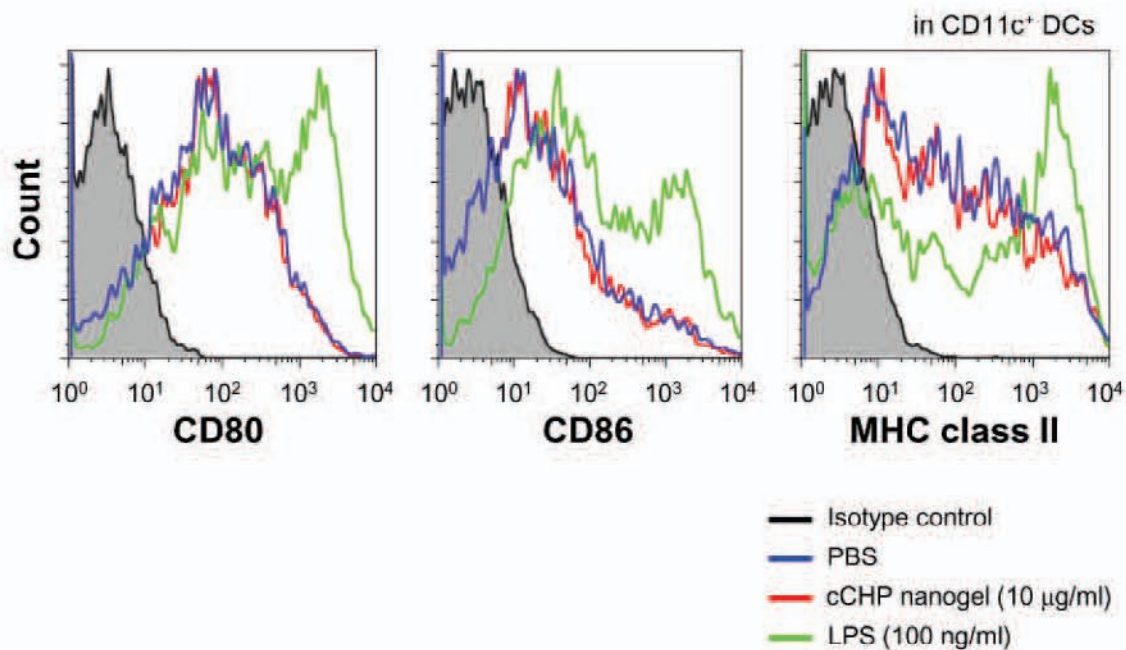 in CD11c⁺ DCs
Count
10⁰ 10¹ 10² 10³ 10⁴ 10⁰ 10¹ 10² 10³ 10⁴ 10⁰ 10¹ 10² 10³ 10⁴
CD80 CD86 MHC class II
Isotype control
PBS
cCHP nanogel (10 μg/ml)
LPS (100 ng/ml)